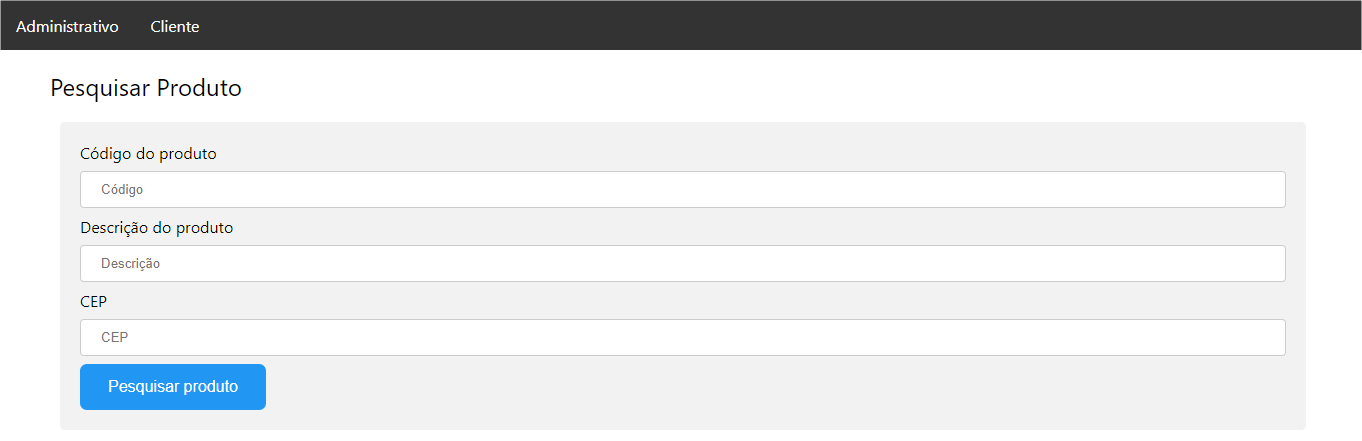 Administrativo Cliente
Pesquisar Produto
Código do produto
Código
Descrição do produto
Descrição
CEP
CEP
Pesquisar produto